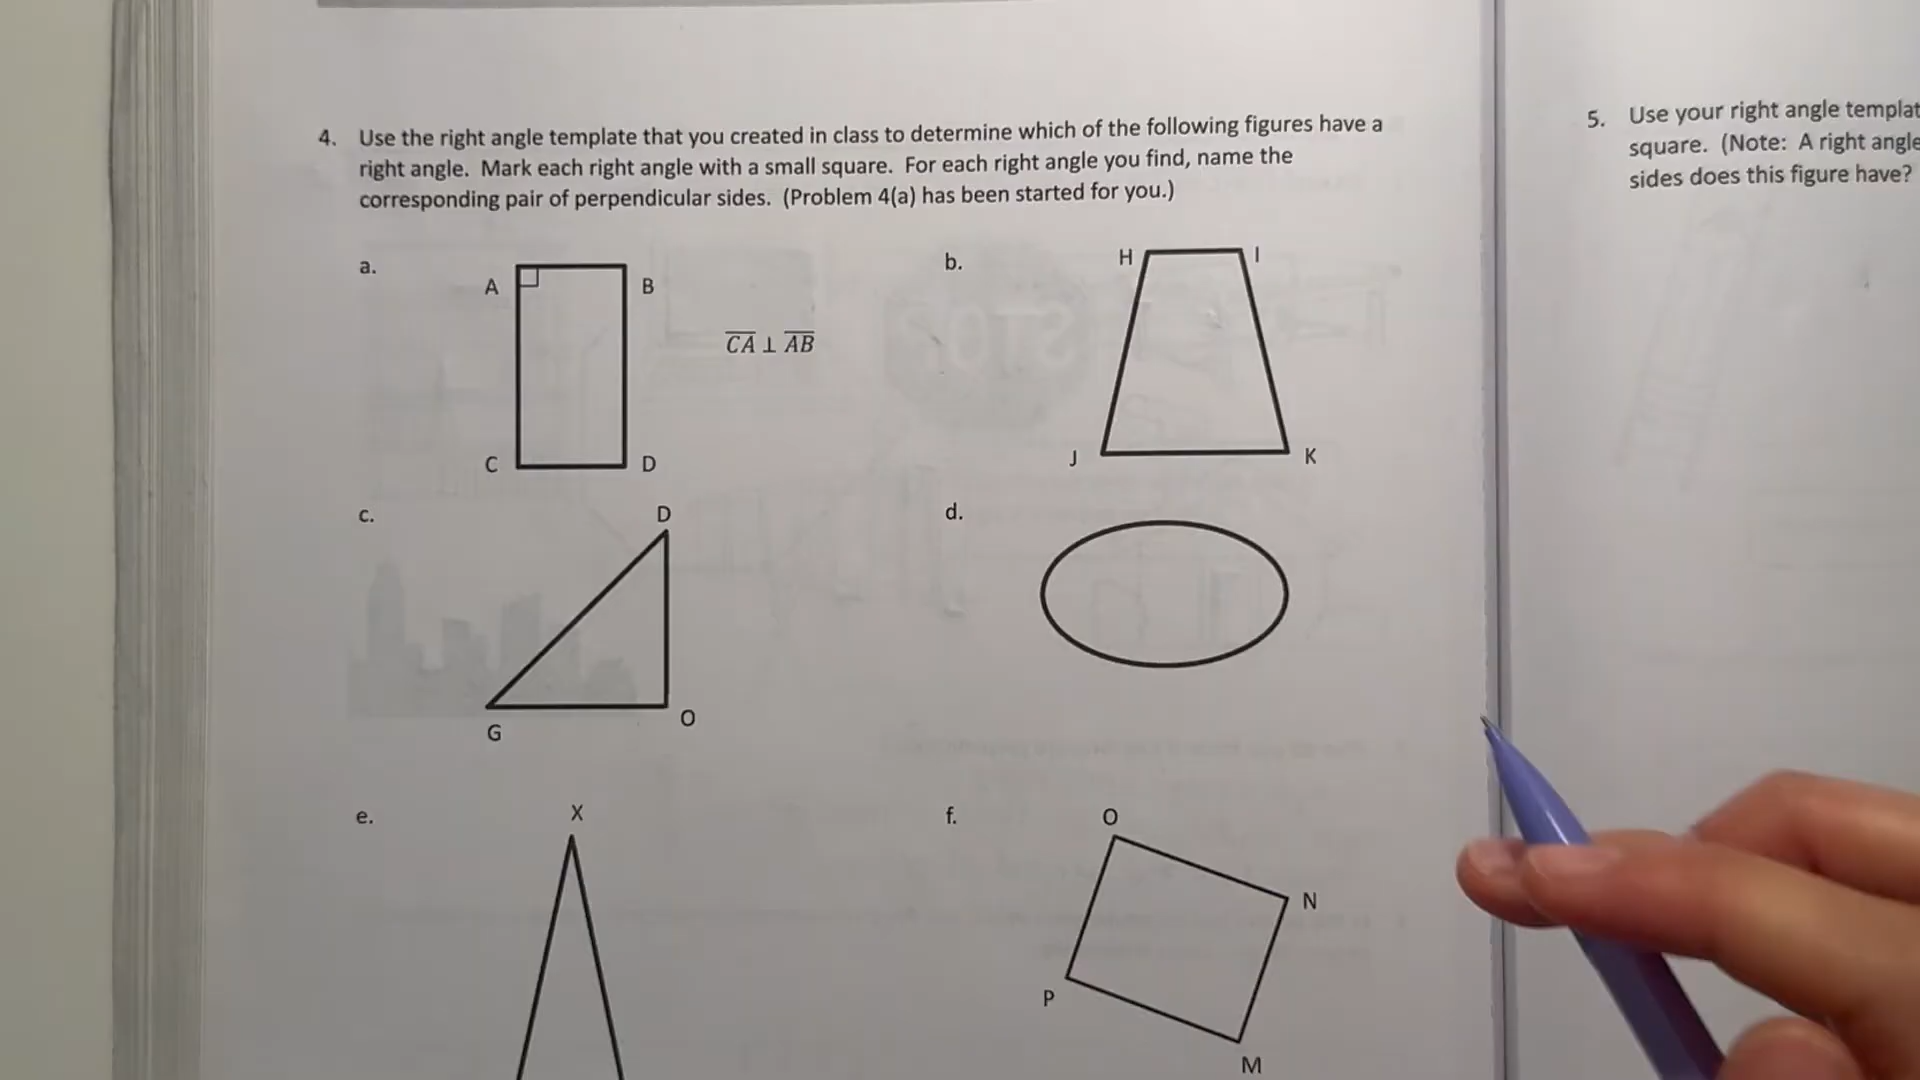 4. Use the right angle template that you created in class to determine which of the following figures have a
right angle. Mark each right angle with a small square. For each right angle you find, name the
corresponding pair of perpendicular sides. (Problem 4(a) has been started for you.)
a.
A
B
CA ⊥ AB
C
D
b.
H
I
J
K
c.
D
G
O
d.
e.
X
f.
O
N
P
M
5. Use your right angle templat
square. (Note: A right angle
sides does this figure have?
STOP